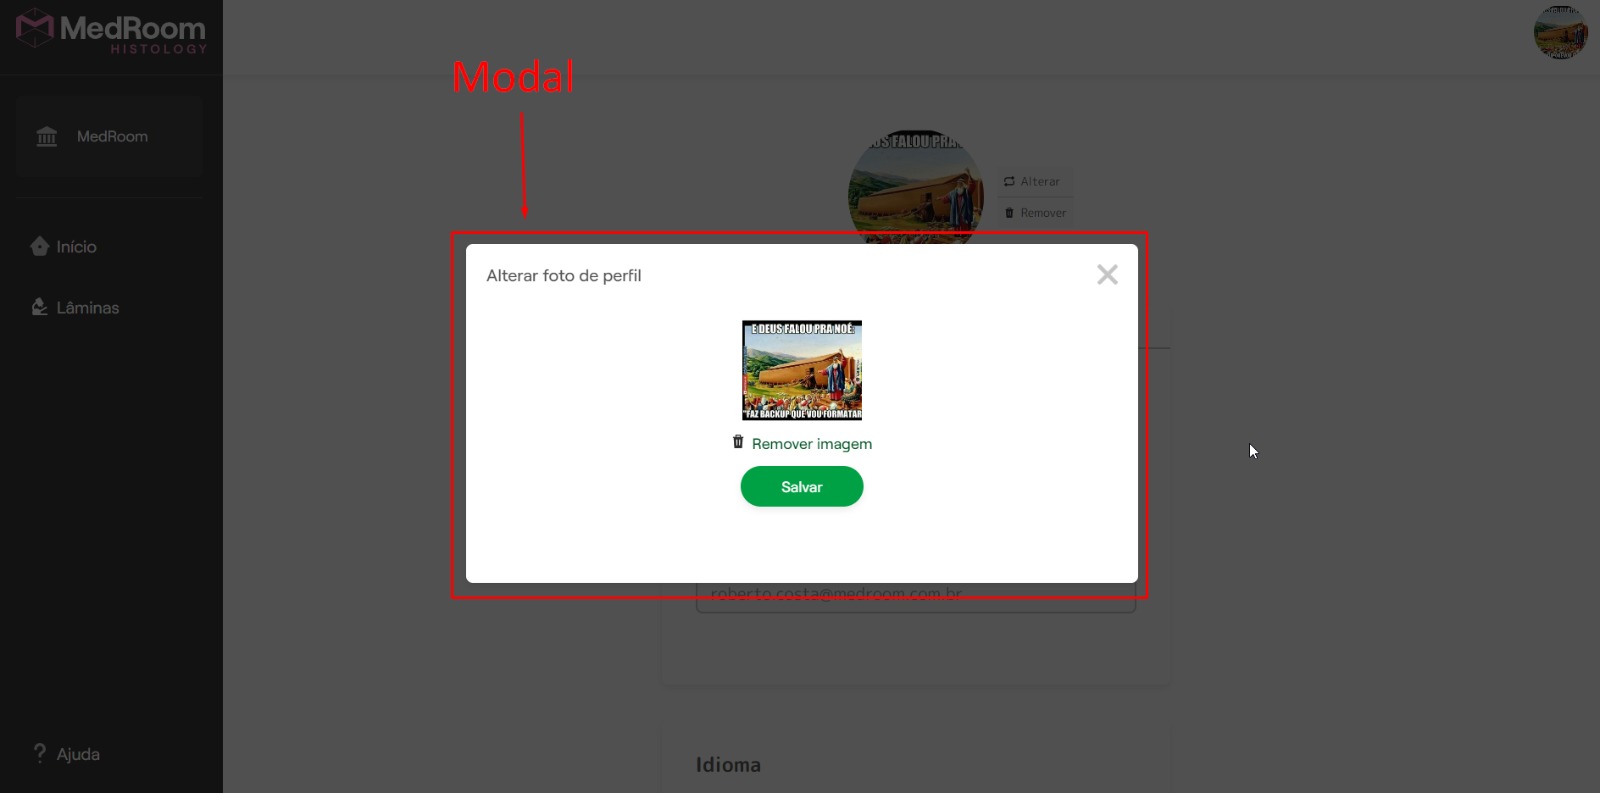 MedRoom
HISTOLOGY
Modal
MedRoom
Início
Lâminas
Ajuda
US FALOU PRA
Alterar
Remover
Alterar foto de perfil
E DEUS FALOU PRA NOÉ:
"FAZ BACKUP QUE VOU FORMATAR
Remover imagem
Salvar
roberto.costa@medroom.com.br
Idioma